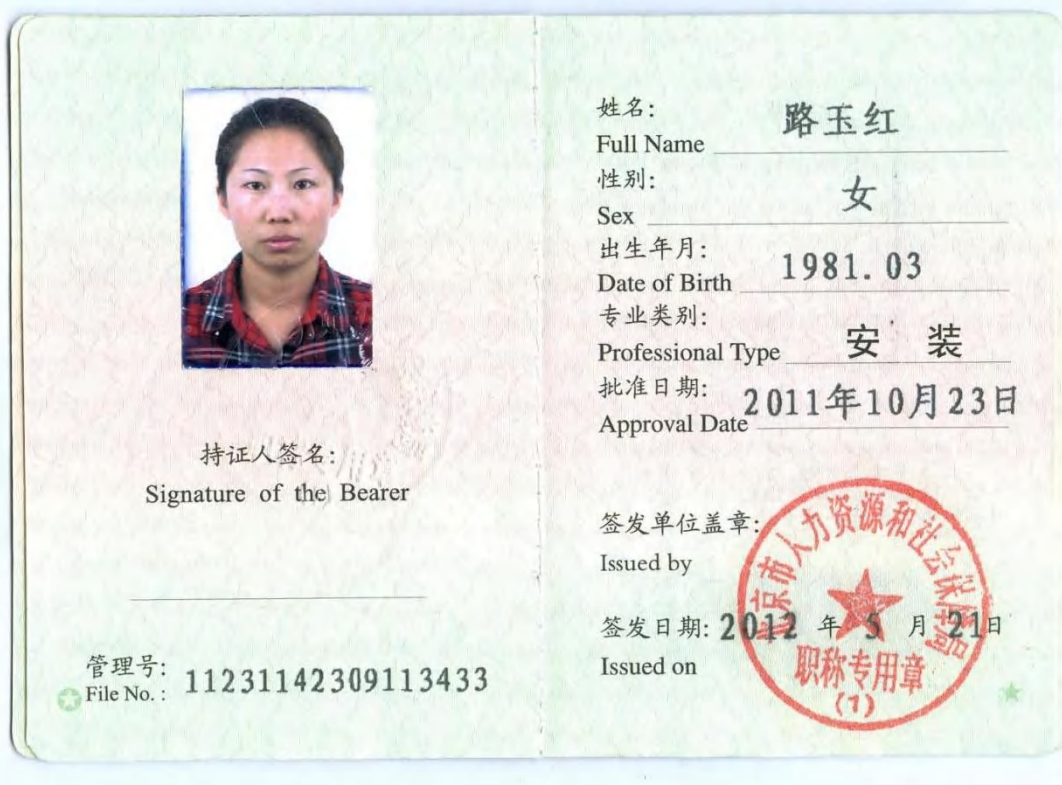 持证人签名:
Signature of the Bearer
管理号:
File No. : 11231142309113433
姓名:
Full Name 路玉红
性别:
Sex 女
出生年月:
Date of Birth 1981.03
专业类别:
Professional Type 安 装
批准日期:
Approval Date 2011年10月23日
签发单位盖章:
Issued by
北京市人力资源和社会保障局
职称专用章
(1)
签发日期: 2012 年 5 月 21日
Issued on